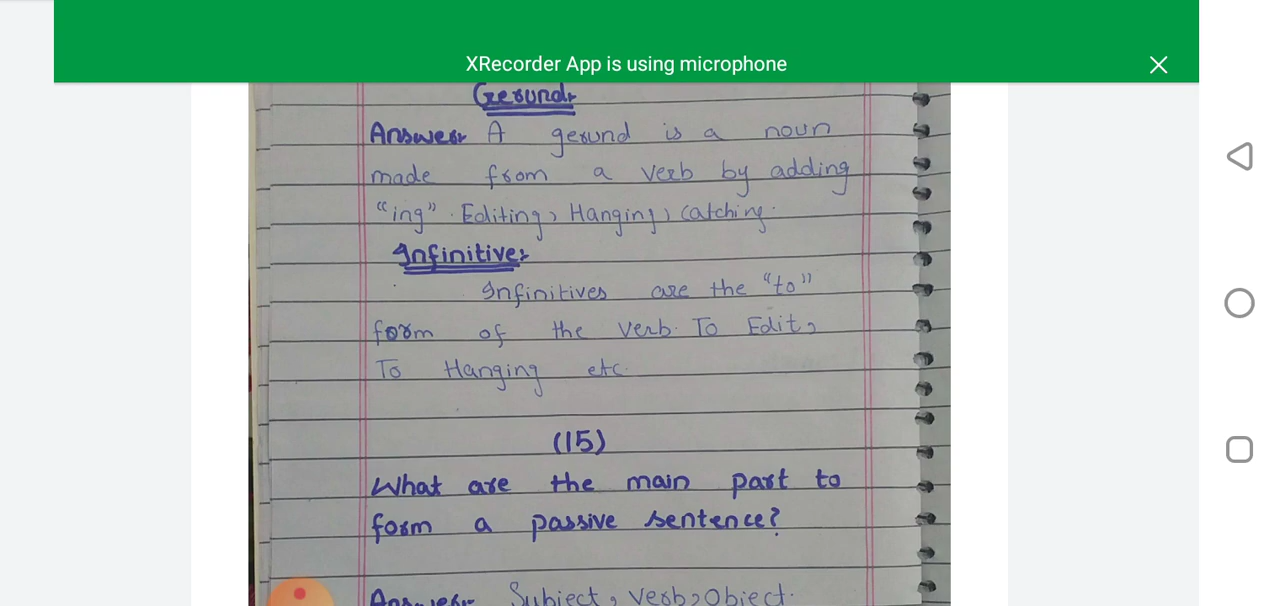 XRecorder App is using microphone
Gerund:-
Answer:- A gerund is a noun
made from a verb by adding
"ing". Editing, Hanging, Catching.
Infinitive:-
Infinitives are the "to"
form of the verb. To Edit,
To Hanging etc.
(15)
What are the main part to
form a passive sentence?
Answer:- Subject, Verb, Object.